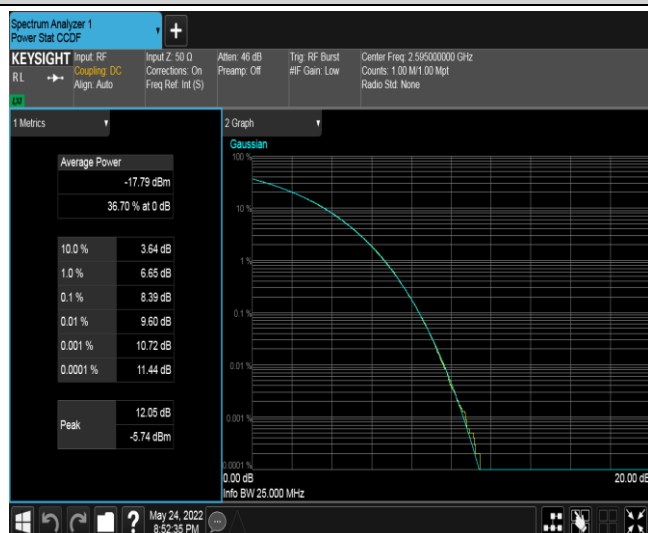 Spectrum Analyzer 1
Power Stat CCDF
+
KEYSIGHT
RL
LXI
Input: RF
Coupling: DC
Align: Auto
Input Z: 50 Ω
Corrections: On
Freq Ref: Int (S)
Atten: 46 dB
Preamp: Off
Trig: RF Burst
#IF Gain: Low
Center Freq: 2.595000000 GHz
Counts: 1.00 M/1.00 Mpt
Radio Std: None
1 Metrics
Average Power
-17.79 dBm
36.70 % at 0 dB
10.0 % 3.64 dB
1.0 % 6.65 dB
0.1 % 8.39 dB
0.01 % 9.60 dB
0.001 % 10.72 dB
0.0001 % 11.44 dB
Peak
12.05 dB
-5.74 dBm
2 Graph
Gaussian
100 %
10 %
1 %
0.1 %
0.01 %
0.001 %
0.0001 %
0.00 dB 20.00 dB
Info BW 25.000 MHz
?
May 24, 2022
8:52:35 PM